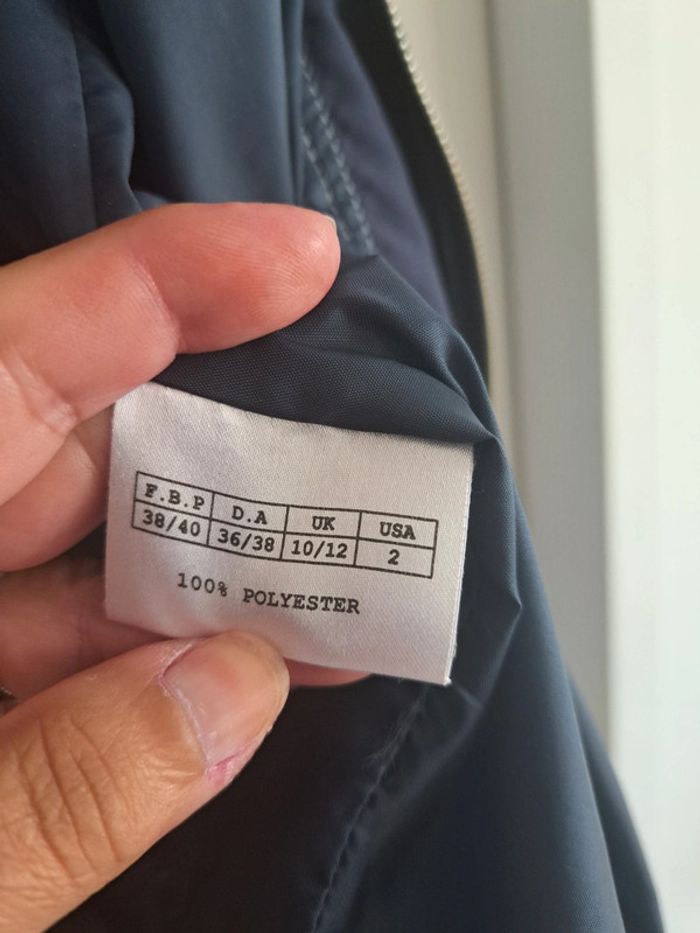 F.B.P D.A UK USA
38/40 36/38 10/12 2
100% POLYESTER